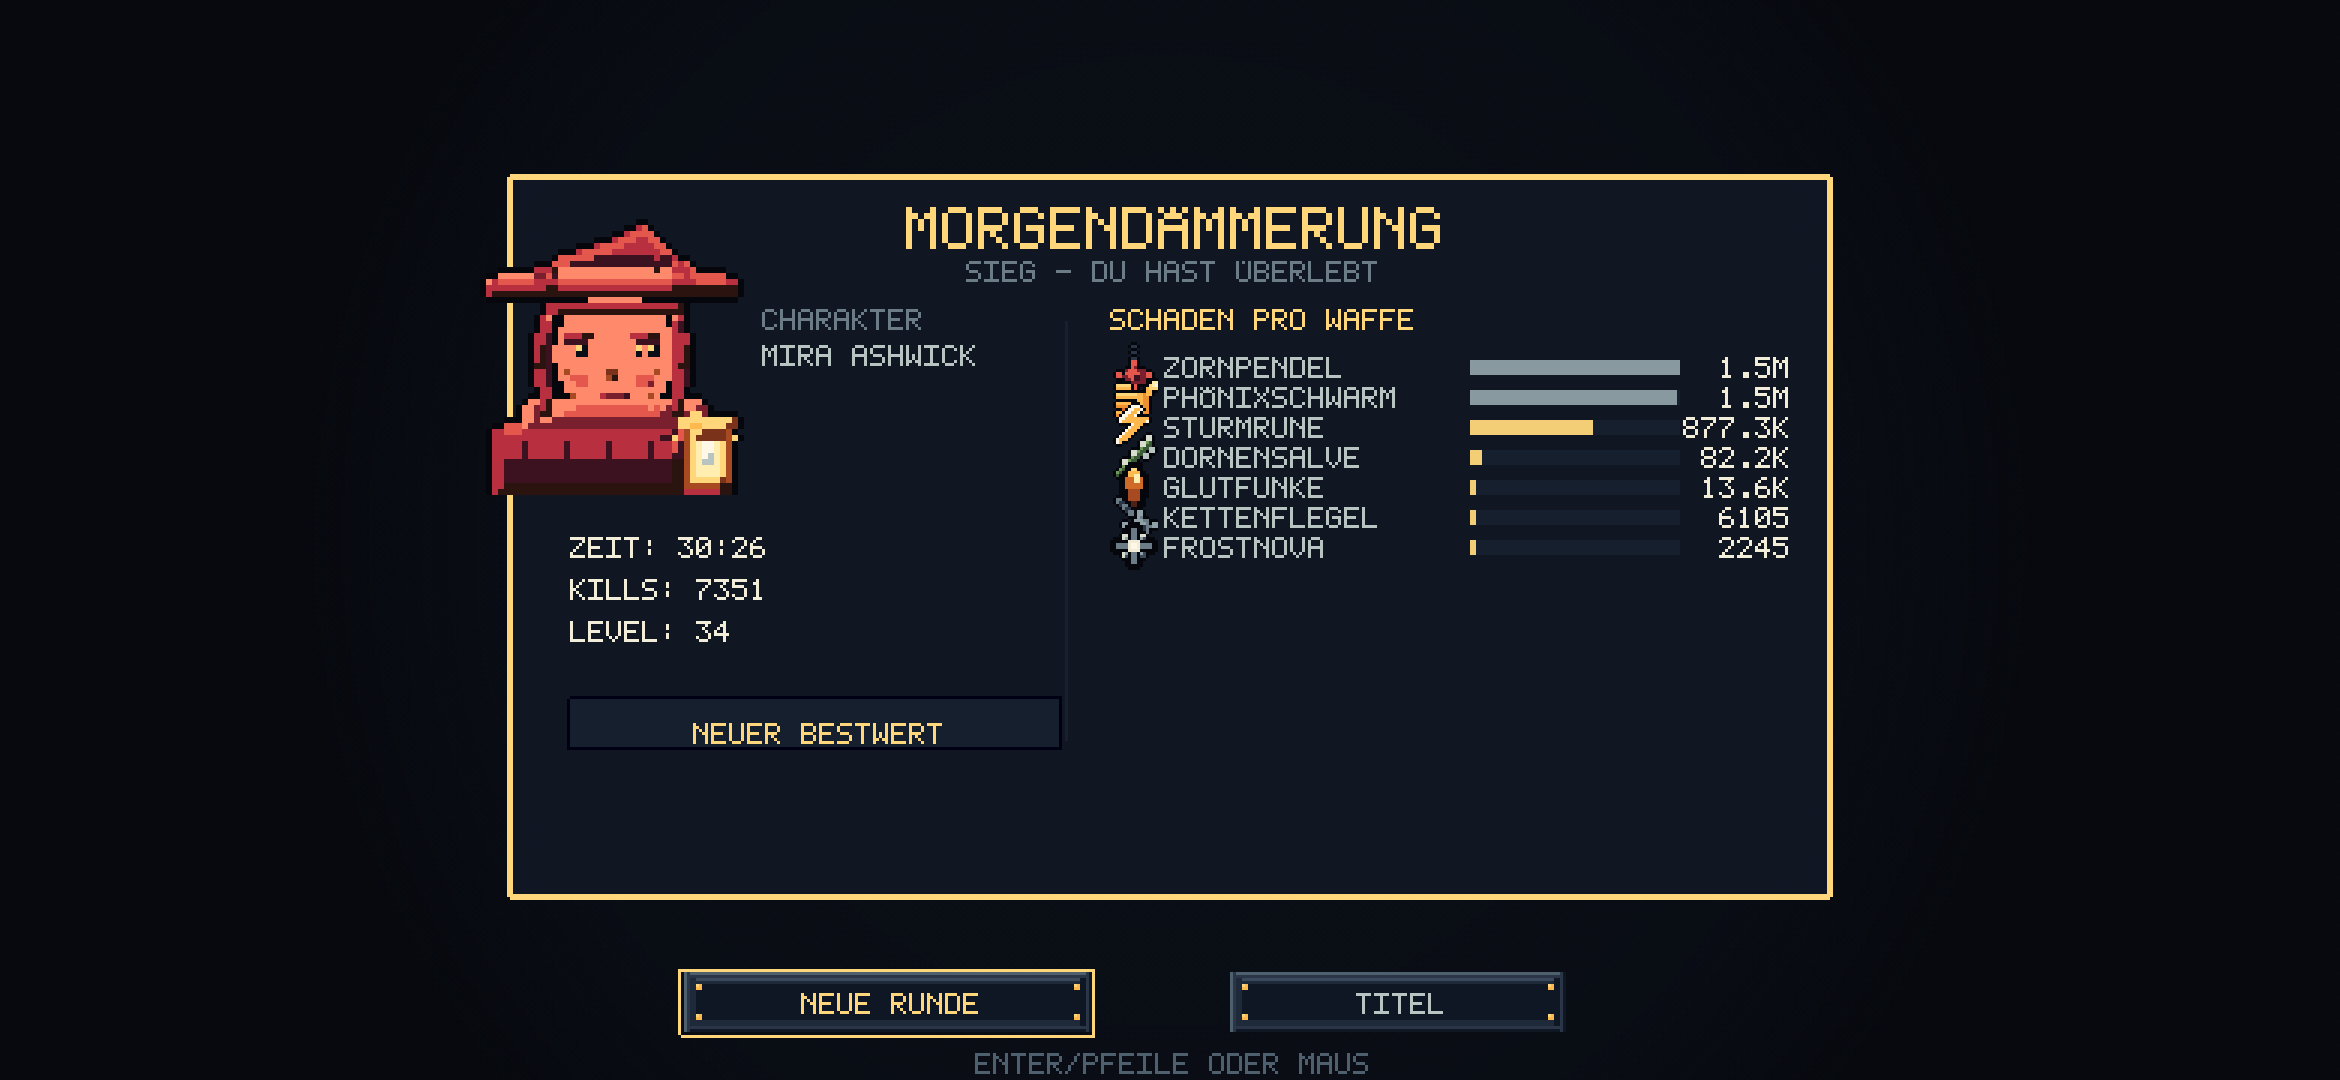 MORGENDÄMMERUNG
SIEG - DU HAST ÜBERLEBT
CHARAKTER
MIRA ASHWICK
ZEIT: 30:26
KILLS: 7351
LEVEL: 34
NEUER BESTWERT
SCHADEN PRO WAFFE
ZORNPENDEL 1.5M
PHÖNIXSCHWARM 1.5M
STURMRUNE 877.3K
DORNENSALVE 82.2K
GLUTFUNKE 13.6K
KETTENFLEGEL 6105
FROSTNOVA 2245
NEUE RUNDE
TITEL
ENTER/PFEILE ODER MAUS